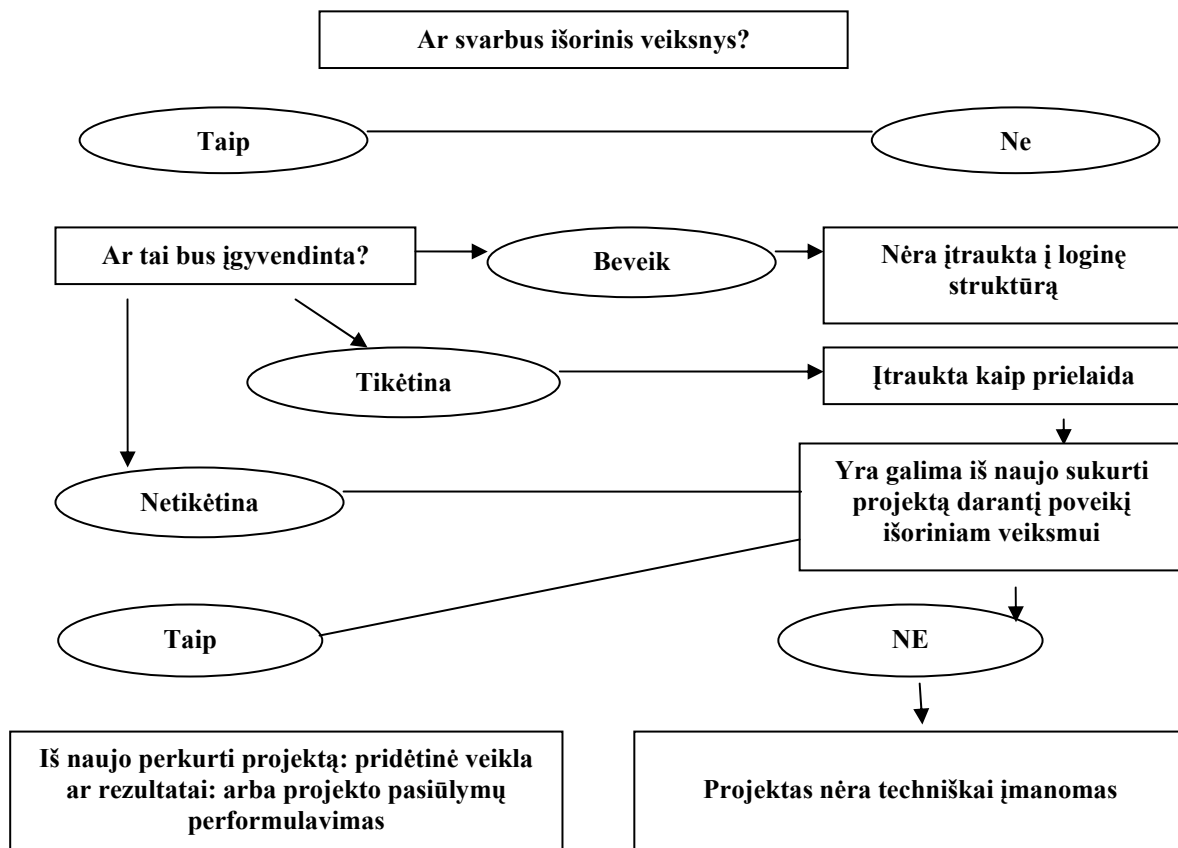 Ar svarbus išorinis veiksnys?
Taip
Ne
Ar tai bus įgyvendinta?
Beveik
Nėra įtraukta į loginę
struktūrą
Tikėtina
Įtraukta kaip prielaida
Netikėtina
Yra galima iš naujo sukurti
projektą darantį poveikį
išoriniam veiksmui
Taip
NE
Iš naujo perkurti projektą: pridėtinė veikla
ar rezultatai: arba projekto pasiūlymų
performulavimas
Projektas nėra techniškai įmanomas